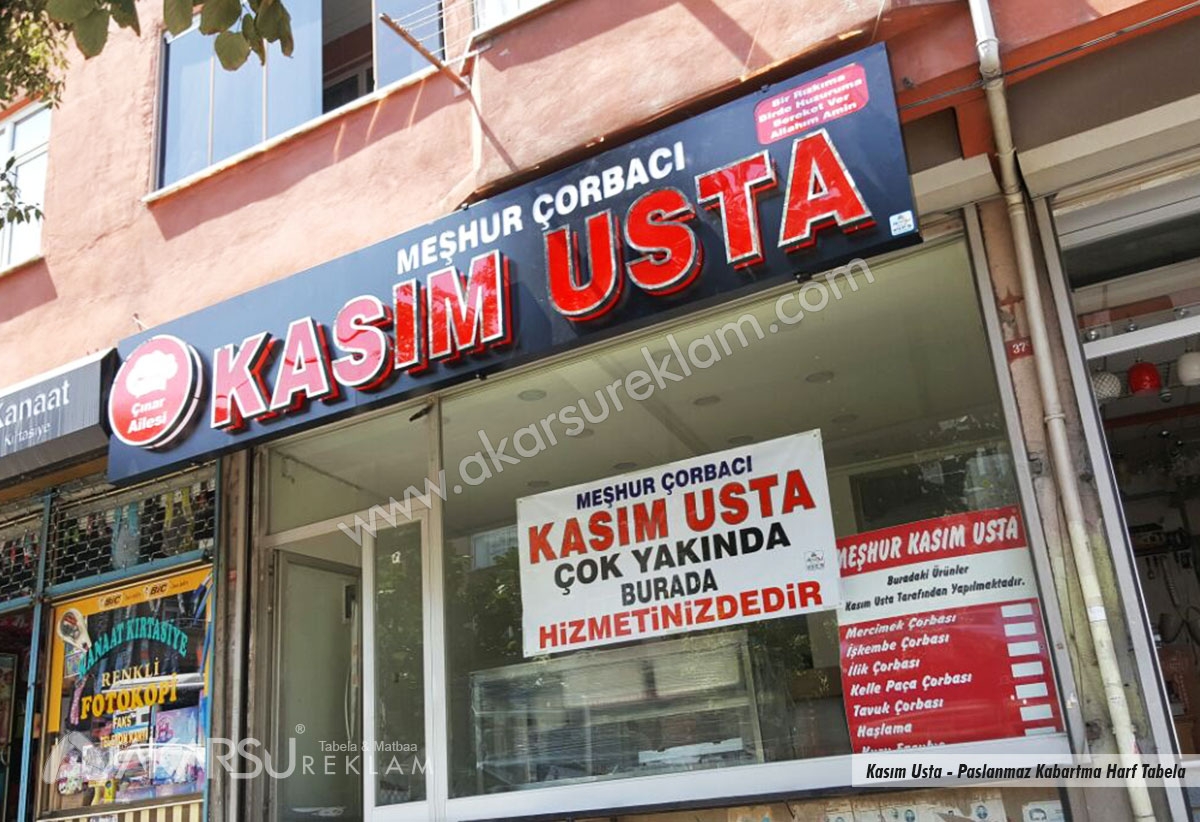 Bir Rızkıma
Birde Huzuruma
Bereket Ver
Allahım Amin
MEŞHUR ÇORBACI
KASIM USTA
Çınar
Ailesi
Kanaat
Kırtasiye
www.akarsureklam.com
MEŞHUR ÇORBACI
KASIM USTA
ÇOK YAKINDA
BURADA
HİZMETİNİZDEDİR
37
MEŞHUR KASIM USTA
Buradaki Ürünler
Kasım Usta Tarafından Yapılmaktadır.
Mercimek Çorbası
İşkembe Çorbası
İlik Çorbası
Kelle Paça Çorbası
Tavuk Çorbası
Haşlama
BIC
BIC
KANAAT KIRTASİYE
RENKLİ
FOTOKOPİ
FAKS
AKARSU®
Tabela & Matbaa
REKLAM
Kasım Usta - Paslanmaz Kabartma Harf Tabela